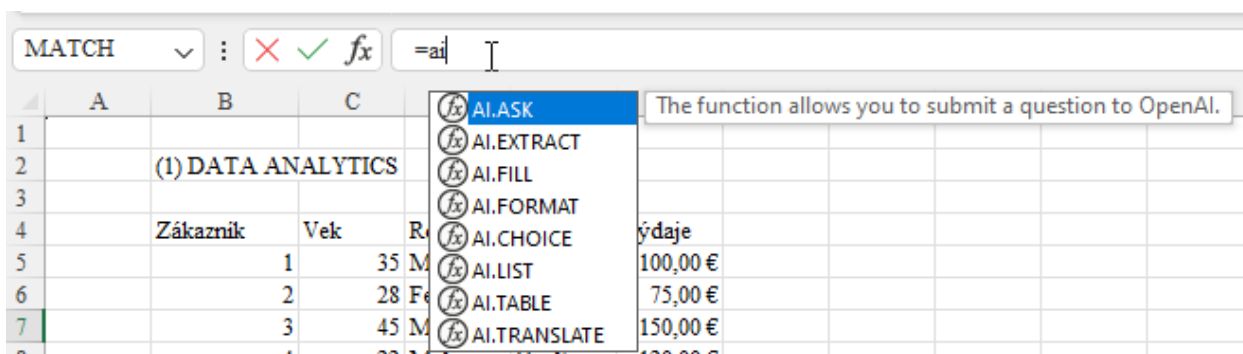 MATCH fx =ai
A B C
AI.ASK The function allows you to submit a question to OpenAI.
1 AI.EXTRACT
2 (1) DATA ANALYTICS AI.FILL
3 AI.FORMAT
4 Zákazník Vek AI.CHOICE ýdaje
5 1 35 M AI.LIST 100,00 €
6 2 28 Fe AI.TABLE 75,00 €
7 3 45 M AI.TRANSLATE 150,00 €